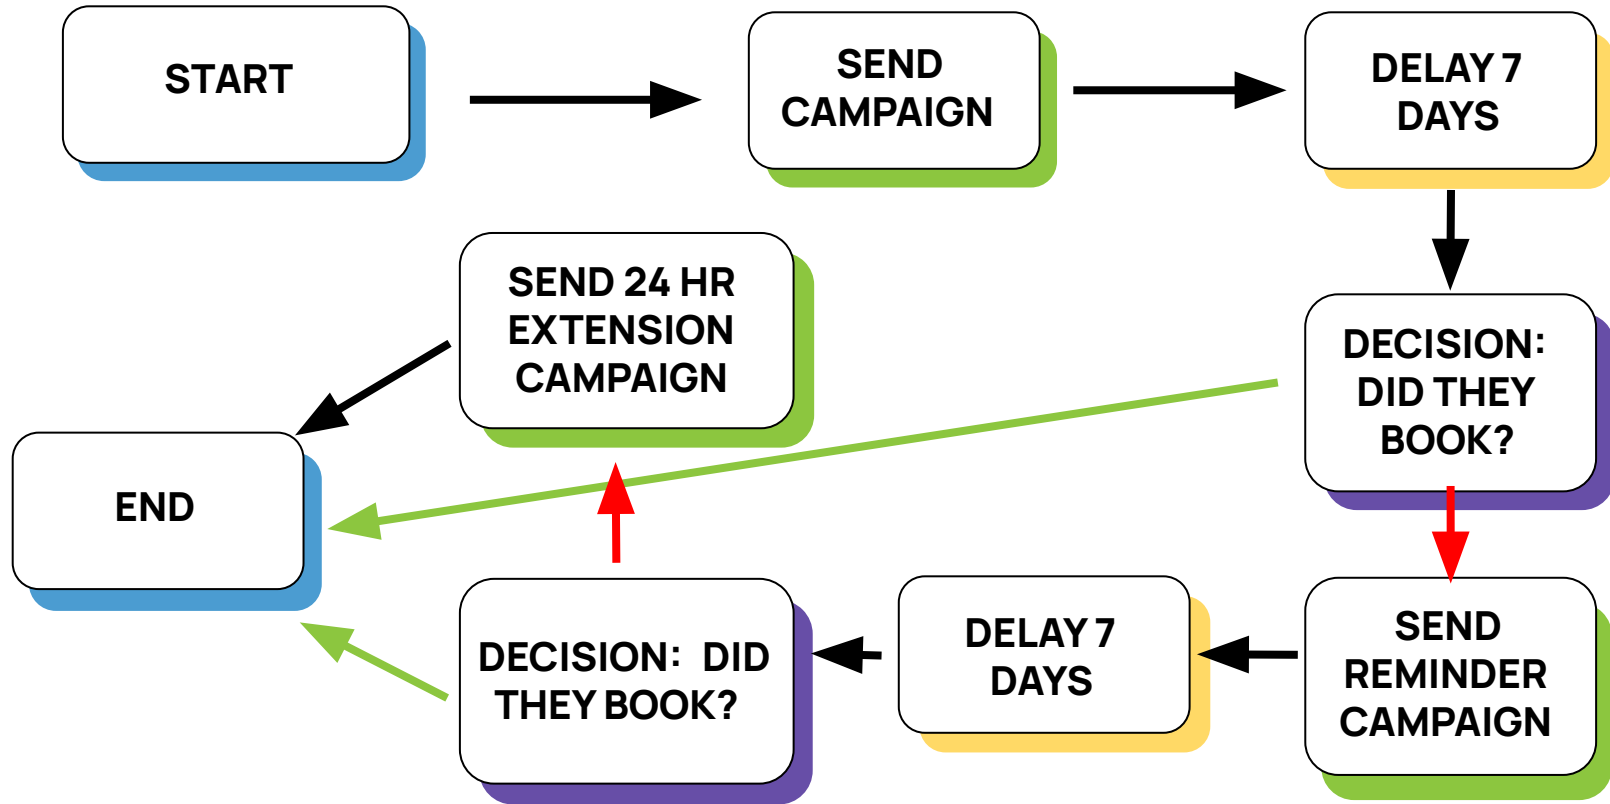 START
SEND
CAMPAIGN
DELAY 7
DAYS
SEND 24 HR
EXTENSION
CAMPAIGN
DECISION:
DID THEY
BOOK?
END
DECISION: DID
THEY BOOK?
DELAY 7
DAYS
SEND
REMINDER
CAMPAIGN